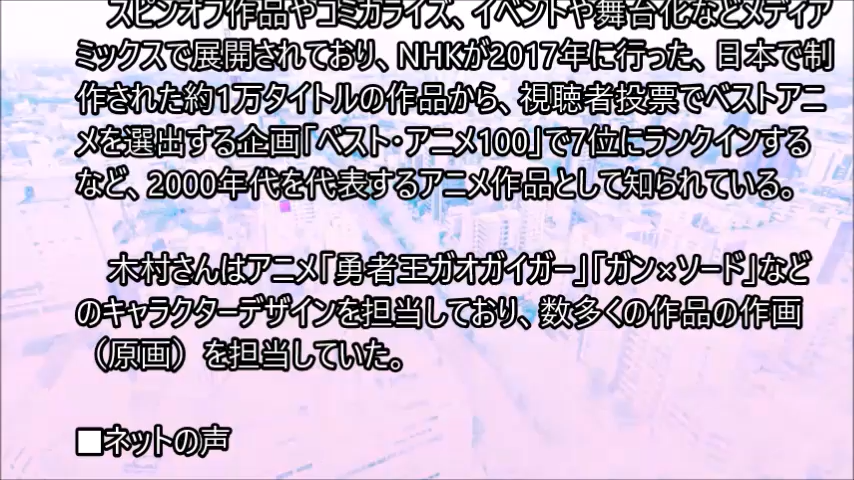 スピンオフ作品やコミカライズ、イベントや舞台化などメディア
ミックスで展開されており、NHKが2017年に行った、日本で制
作された約1万タイトルの作品から、視聴者投票でベストアニ
メを選出する企画「ベスト・アニメ100」で7位にランクインする
など、2000年代を代表するアニメ作品として知られている。
木村さんはアニメ「勇者王ガオガイガー」「ガン×ソード」など
のキャラクターデザインを担当しており、数多くの作品の作画
（原画）を担当していた。
■ネットの声